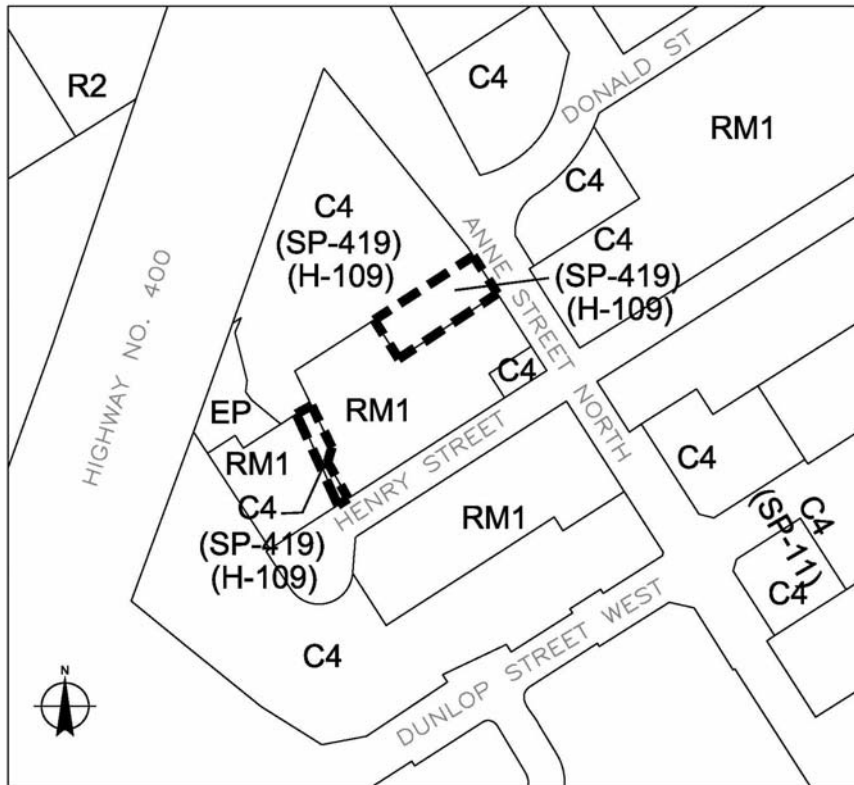 R2
C4
DONALD ST
RM1
C4
(SP-419)
(H-109)
C4
ANNE STREET NORTH
C4
(SP-419)
(H-109)
HIGHWAY NO. 400
C4
EP
RM1
RM1
C4
(SP-419)
(H-109)
HENRY STREET
RM1
C4
C4
(SP-11)
C4
C4
DUNLOP STREET WEST
N